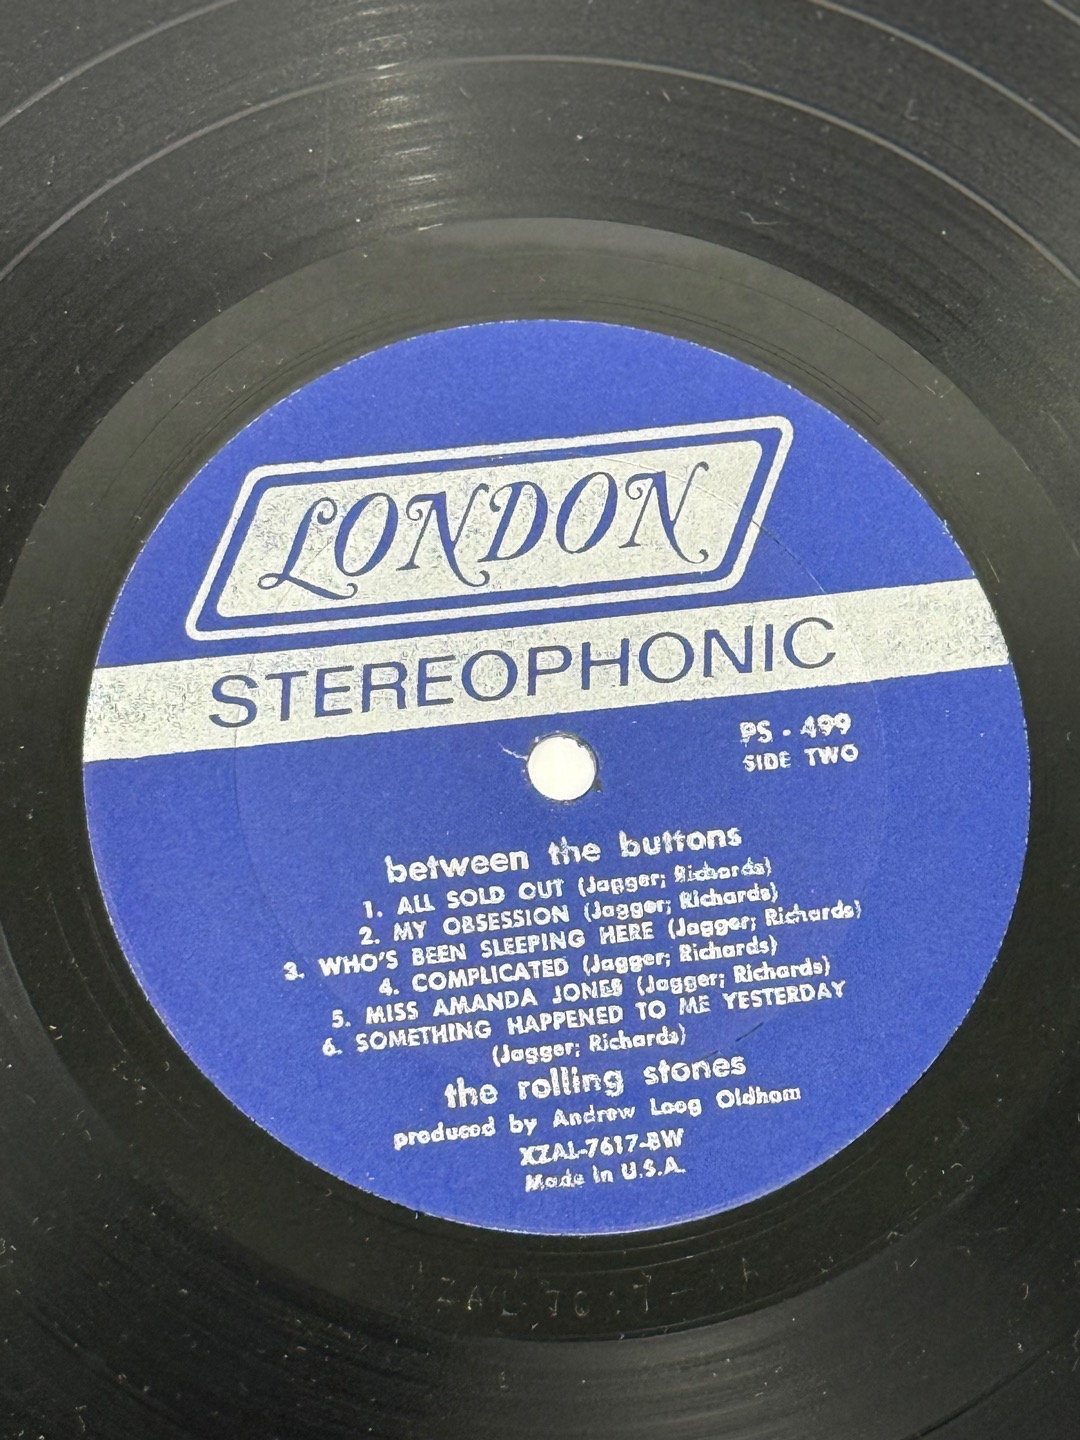 LONDON
STEREOPHONIC
PS - 499
SIDE TWO
between the buttons
1. ALL SOLD OUT (Jagger; Richards)
2. MY OBSESSION (Jagger; Richards)
3. WHO'S BEEN SLEEPING HERE (Jagger; Richards)
4. COMPLICATED (Jagger; Richards)
5. MISS AMANDA JONES (Jagger; Richards)
6. SOMETHING HAPPENED TO ME YESTERDAY
(Jagger; Richards)
the rolling stones
produced by Andrew Loog Oldham
XZAL-7617-BW
Made in U.S.A.